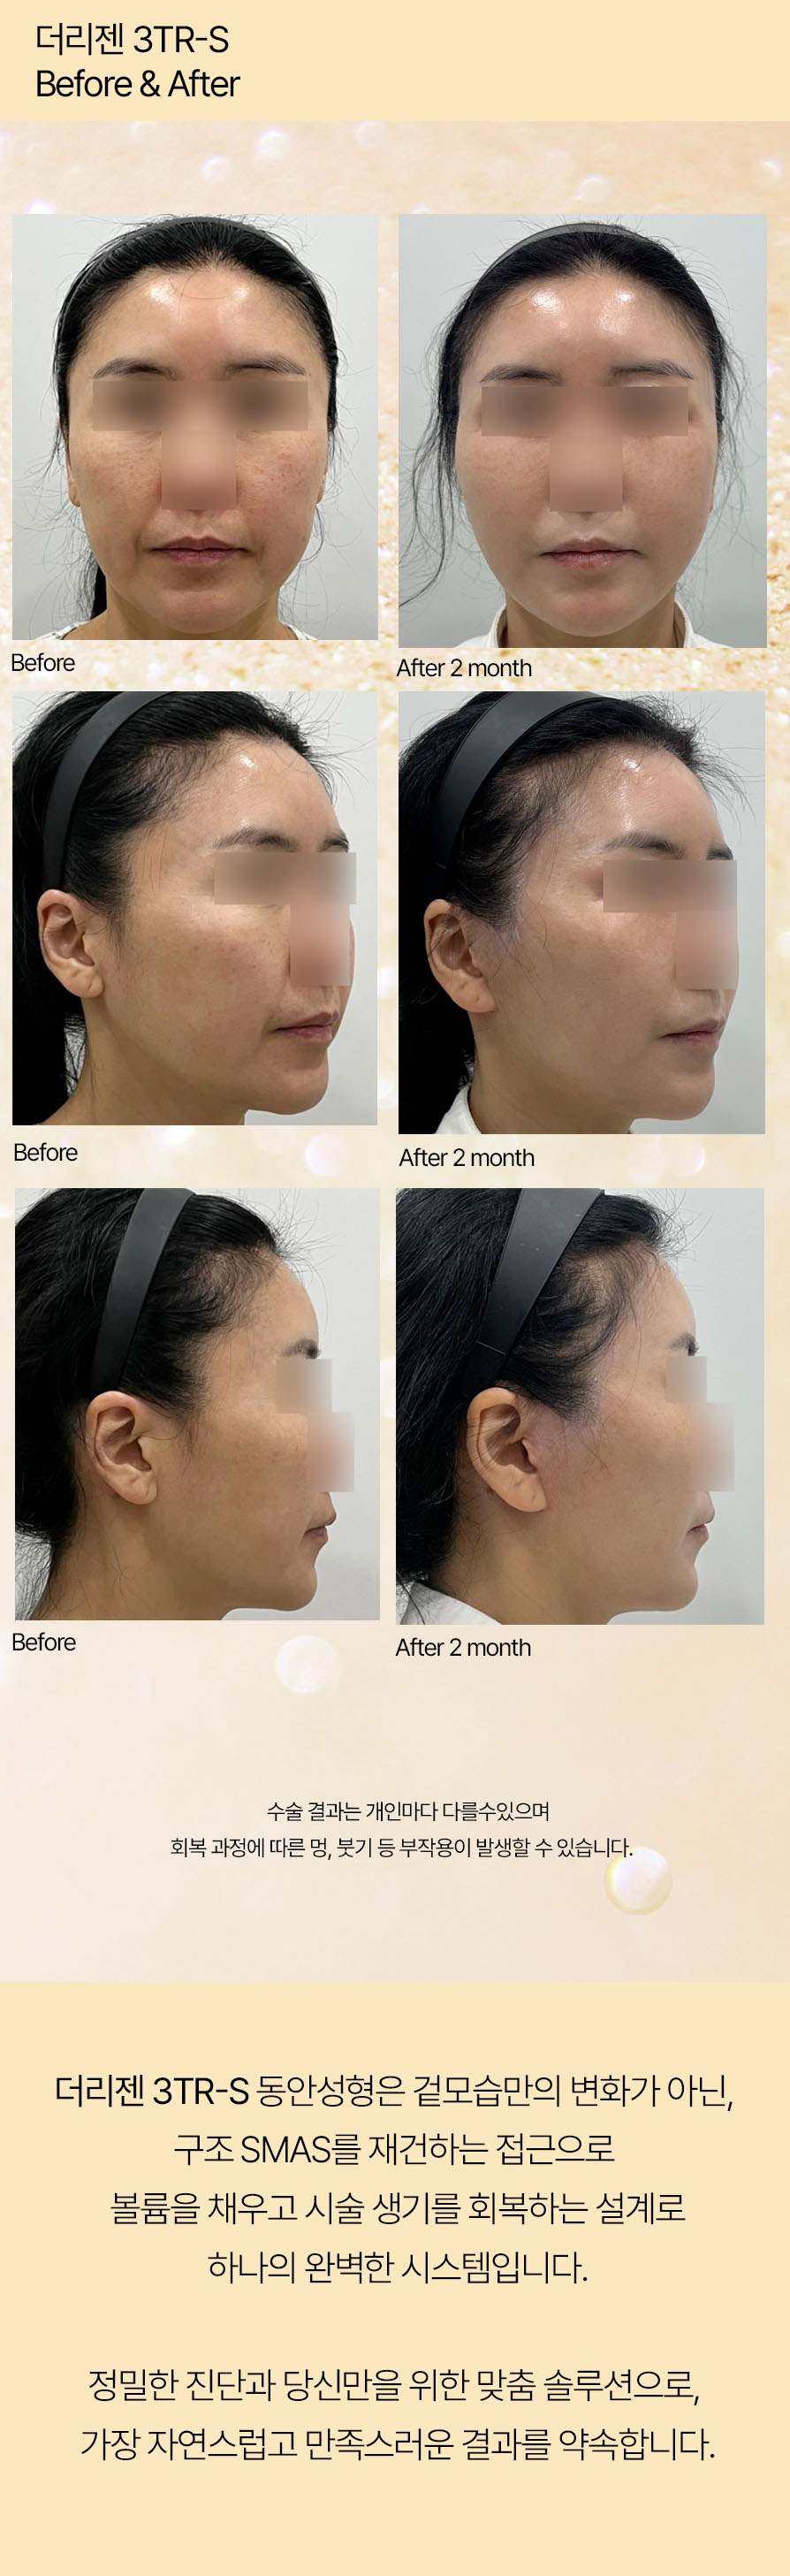 더리젠 3TR-S
Before & After
Before
After 2 month
Before
After 2 month
Before
After 2 month
수술 결과는 개인마다 다를수있으며
회복 과정에 따른 멍, 붓기 등 부작용이 발생할 수 있습니다.
더리젠 3TR-S 동안성형은 겉모습만의 변화가 아닌,
구조 SMAS를 재건하는 접근으로
볼륨을 채우고 시술 생기를 회복하는 설계로
하나의 완벽한 시스템입니다.
정밀한 진단과 당신만을 위한 맞춤 솔루션으로,
가장 자연스럽고 만족스러운 결과를 약속합니다.